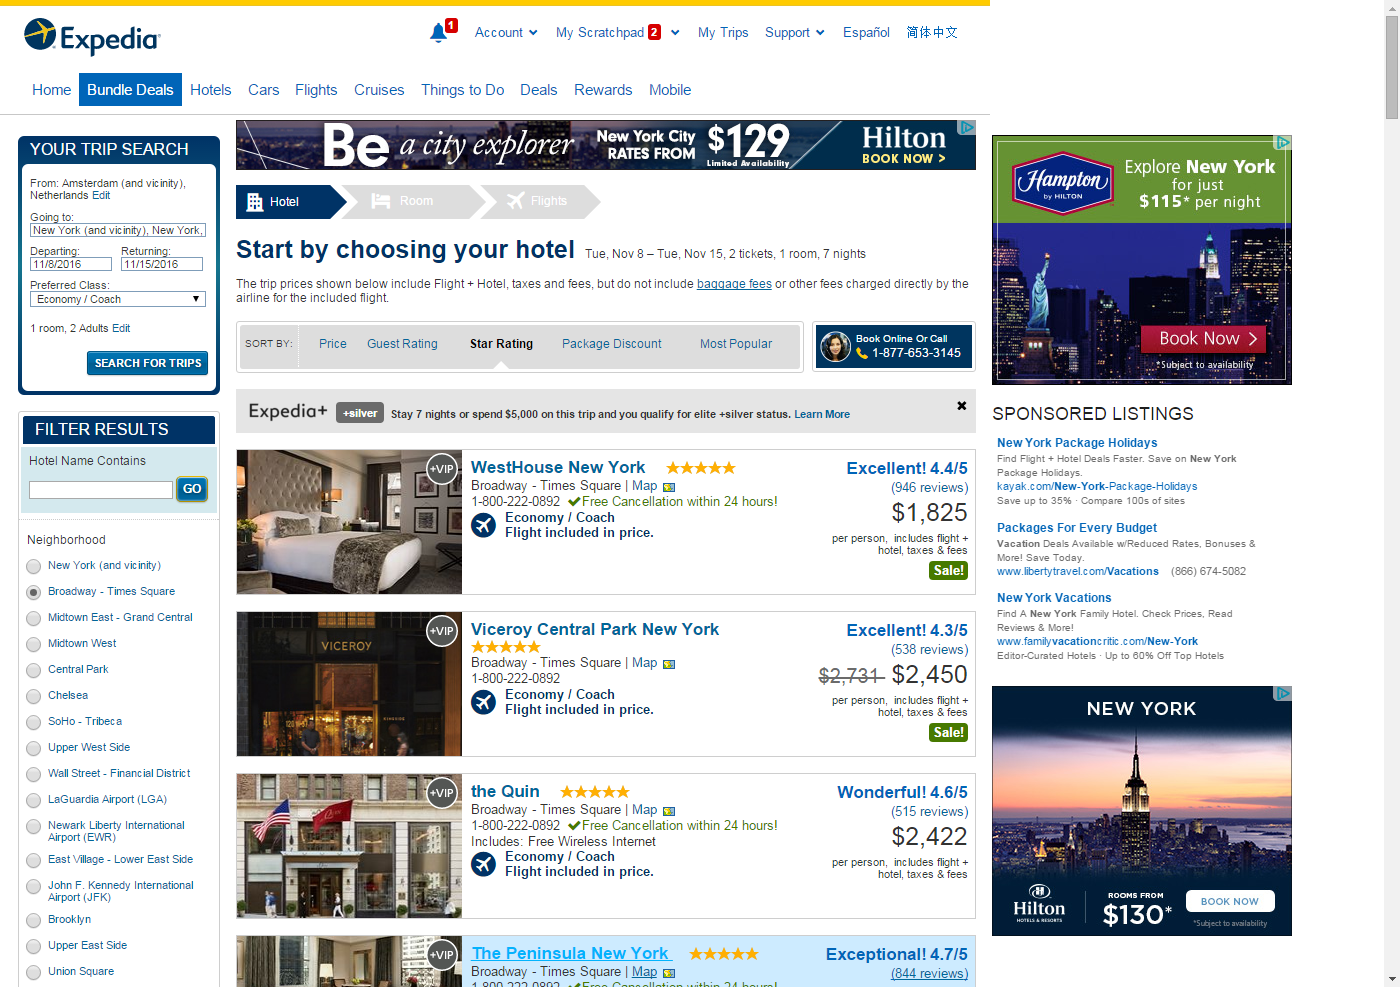 Expedia
1
Account
My Scratchpad 2
My Trips
Support
Español
简体中文
Home
Bundle Deals
Hotels
Cars
Flights
Cruises
Things to Do
Deals
Rewards
Mobile
YOUR TRIP SEARCH
From: Amsterdam (and vicinity),
Netherlands Edit
Going to:
New York (and vicinity), New York,
Departing: Returning:
11/8/2016 11/15/2016
Preferred Class:
Economy / Coach
1 room, 2 Adults Edit
SEARCH FOR TRIPS
FILTER RESULTS
Hotel Name Contains
GO
Neighborhood
New York (and vicinity)
Broadway - Times Square
Midtown East - Grand Central
Midtown West
Central Park
Chelsea
SoHo - Tribeca
Upper West Side
Wall Street - Financial District
LaGuardia Airport (LGA)
Newark Liberty International
Airport (EWR)
East Village - Lower East Side
John F. Kennedy International
Airport (JFK)
Brooklyn
Upper East Side
Union Square
Be a city explorer
New York City
RATES FROM
$129
Limited Availability
Hilton
BOOK NOW >
Hotel
Room
Flights
Start by choosing your hotel Tue, Nov 8 – Tue, Nov 15, 2 tickets, 1 room, 7 nights
The trip prices shown below include Flight + Hotel, taxes and fees, but do not include baggage fees or other fees charged directly by the
airline for the included flight.
SORT BY: Price Guest Rating Star Rating Package Discount Most Popular
Book Online Or Call
1-877-653-3145
Expedia+ +silver Stay 7 nights or spend $5,000 on this trip and you qualify for elite +silver status. Learn More
+VIP
WestHouse New York
Broadway - Times Square | Map
1-800-222-0892 Free Cancellation within 24 hours!
Economy / Coach
Flight included in price.
Excellent! 4.4/5
(946 reviews)
$1,825
per person, includes flight +
hotel, taxes & fees
Sale!
VICEROY
+VIP
Viceroy Central Park New York
Broadway - Times Square | Map
1-800-222-0892
Economy / Coach
Flight included in price.
Excellent! 4.3/5
(538 reviews)
$2,731 $2,450
per person, includes flight +
hotel, taxes & fees
Sale!
+VIP
the Quin
Broadway - Times Square | Map
1-800-222-0892 Free Cancellation within 24 hours!
Includes: Free Wireless Internet
Economy / Coach
Flight included in price.
Wonderful! 4.6/5
(515 reviews)
$2,422
per person, includes flight +
hotel, taxes & fees
+VIP
The Peninsula New York
Broadway - Times Square | Map
1-800-222-0892 Free Cancellation within 24 hours!
Exceptional! 4.7/5
(844 reviews)
Hampton
by HILTON
Explore New York
for just
$115* per night
Book Now
*Subject to availability
SPONSORED LISTINGS
New York Package Holidays
Find Flight + Hotel Deals Faster. Save on New York
Package Holidays.
kayak.com/New-York-Package-Holidays
Save up to 35% · Compare 100s of sites
Packages For Every Budget
Vacation Deals Available w/Reduced Rates, Bonuses &
More! Save Today.
www.libertytravel.com/Vacations (866) 674-5082
New York Vacations
Find A New York Family Hotel. Check Prices, Read
Reviews & More!
www.familyvacationcritic.com/New-York
Editor-Curated Hotels · Up to 60% Off Top Hotels
NEW YORK
Hilton
HOTELS & RESORTS
ROOMS FROM
$130*
BOOK NOW
*Subject to availability